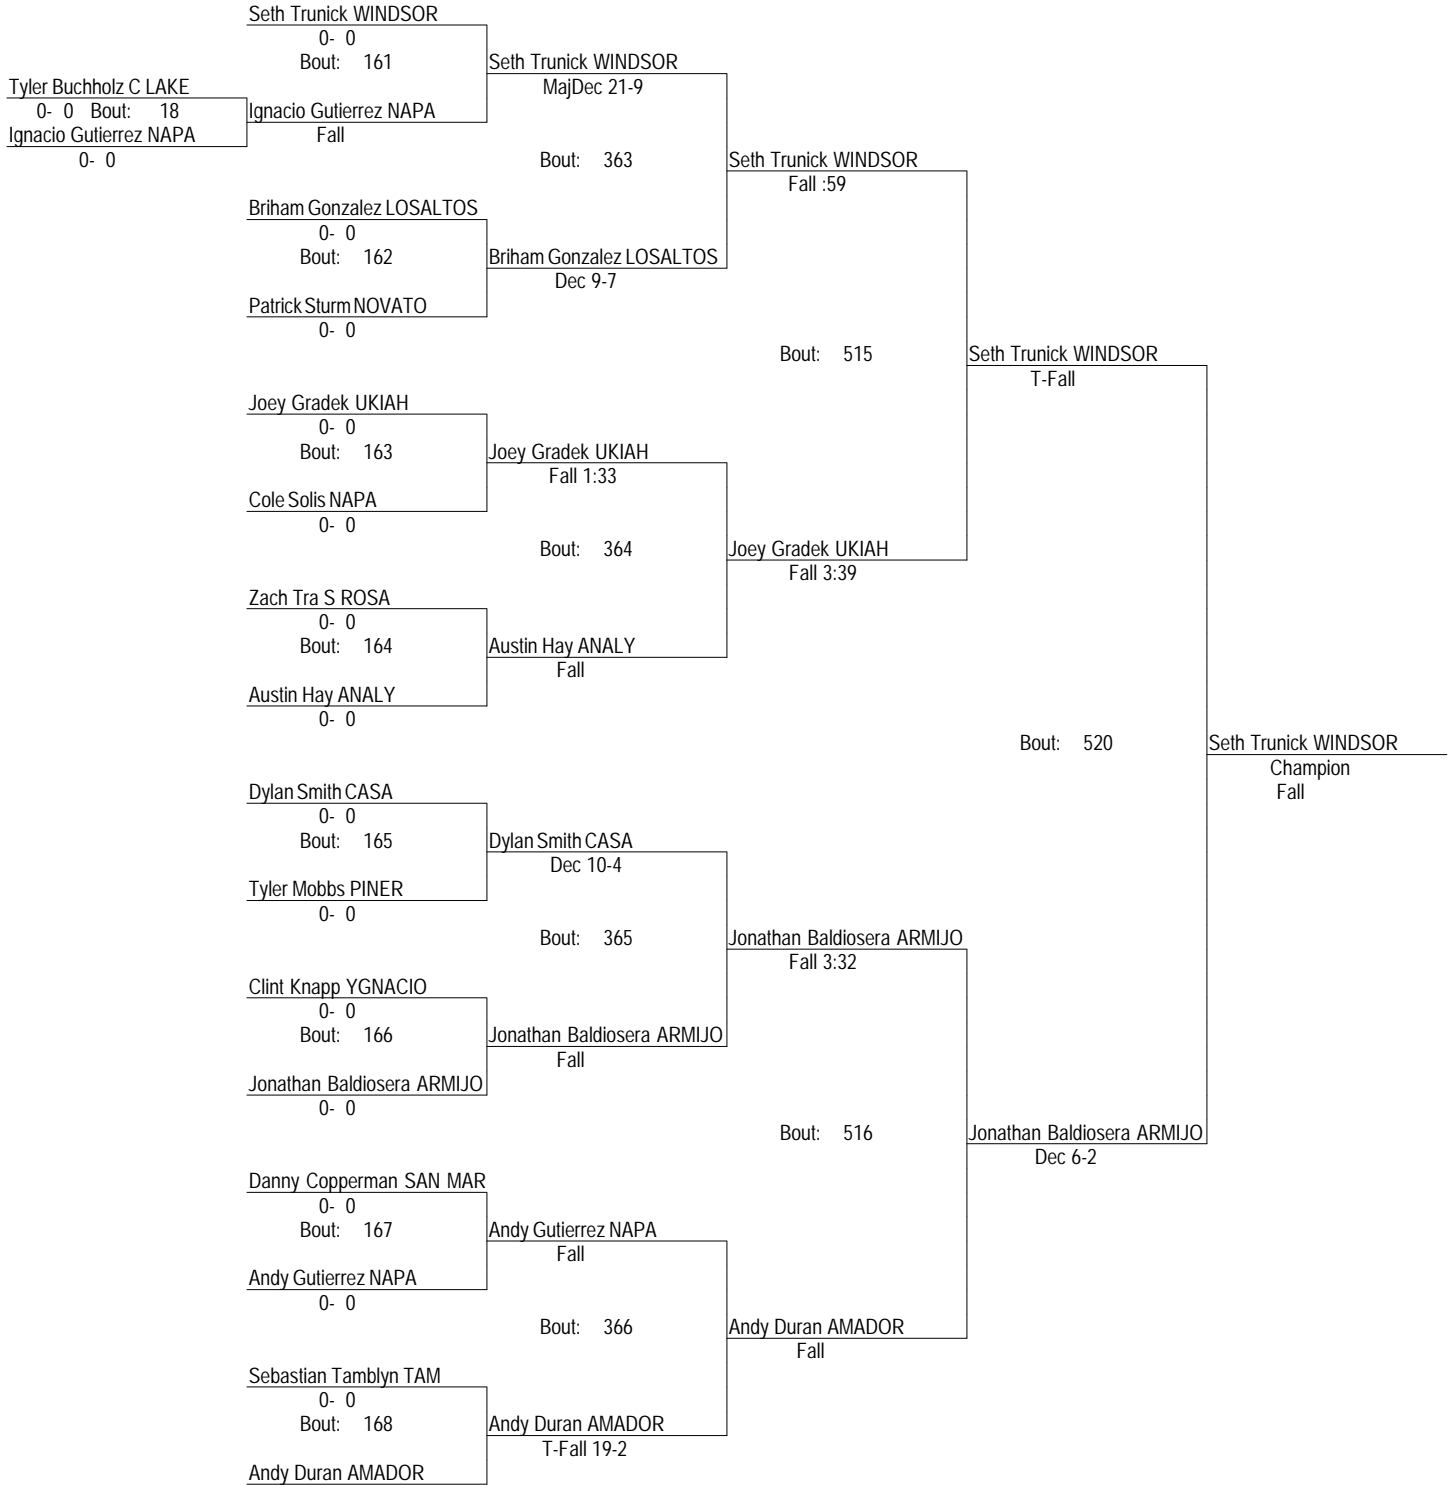 Seth Trunick WINDSOR
0- 0
Bout: 161
Seth Trunick WINDSOR
MajDec 21-9
Tyler Buchholz C LAKE
0- 0 Bout: 18
Ignacio Gutierrez NAPA
Fall
Ignacio Gutierrez NAPA
0- 0
Bout: 363
Seth Trunick WINDSOR
Fall :59
Briham Gonzalez LOSALTOS
0- 0
Bout: 162
Briham Gonzalez LOSALTOS
Dec 9-7
Patrick Sturm NOVATO
0- 0
Bout: 515
Seth Trunick WINDSOR
T-Fall
Joey Gradek UKIAH
0- 0
Bout: 163
Joey Gradek UKIAH
Fall 1:33
Cole Solis NAPA
0- 0
Bout: 364
Joey Gradek UKIAH
Fall 3:39
Zach Tra S ROSA
0- 0
Bout: 164
Austin Hay ANALY
Fall
Austin Hay ANALY
0- 0
Bout: 520
Seth Trunick WINDSOR
Champion
Fall
Dylan Smith CASA
0- 0
Bout: 165
Dylan Smith CASA
Dec 10-4
Tyler Mobbs PINER
0- 0
Bout: 365
Jonathan Baldiosera ARMIJO
Fall 3:32
Clint Knapp YGNACIO
0- 0
Bout: 166
Jonathan Baldiosera ARMIJO
Fall
Jonathan Baldiosera ARMIJO
0- 0
Bout: 516
Jonathan Baldiosera ARMIJO
Dec 6-2
Danny Copperman SAN MAR
0- 0
Bout: 167
Andy Gutierrez NAPA
Fall
Andy Gutierrez NAPA
0- 0
Bout: 366
Andy Duran AMADOR
Fall
Sebastian Tamblyn TAM
0- 0
Bout: 168
Andy Duran AMADOR
T-Fall 19-2
Andy Duran AMADOR